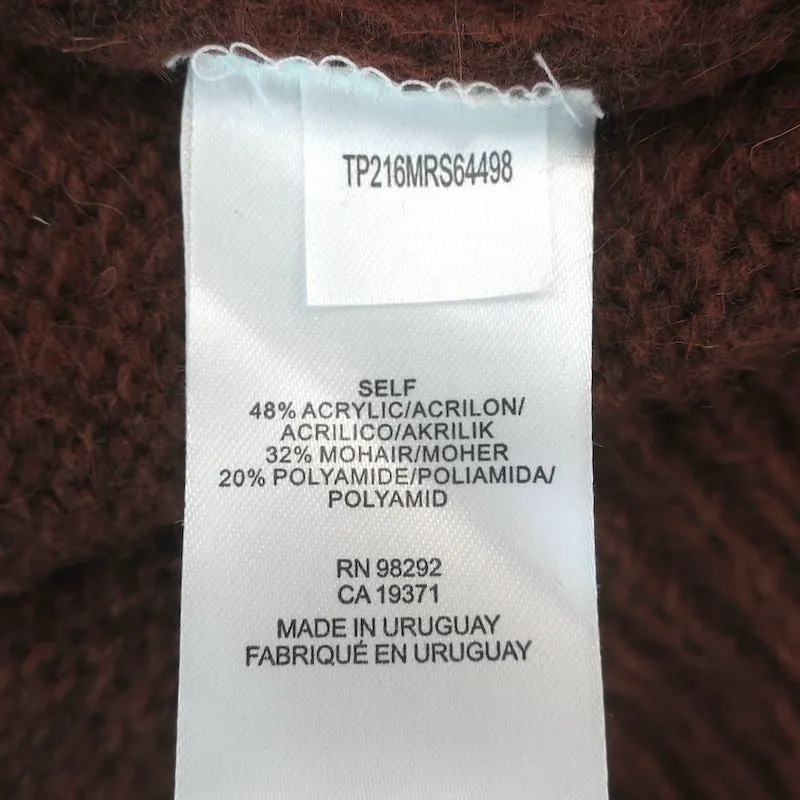 TP216MRS64498
SELF
48% ACRYLIC/ACRILON/
ACRILICO/AKRILIK
32% MOHAIR/MOHER
20% POLYAMIDE/POLIAMIDA/
POLYAMID
RN 98292
CA 19371
MADE IN URUGUAY
FABRIQUÉ EN URUGUAY